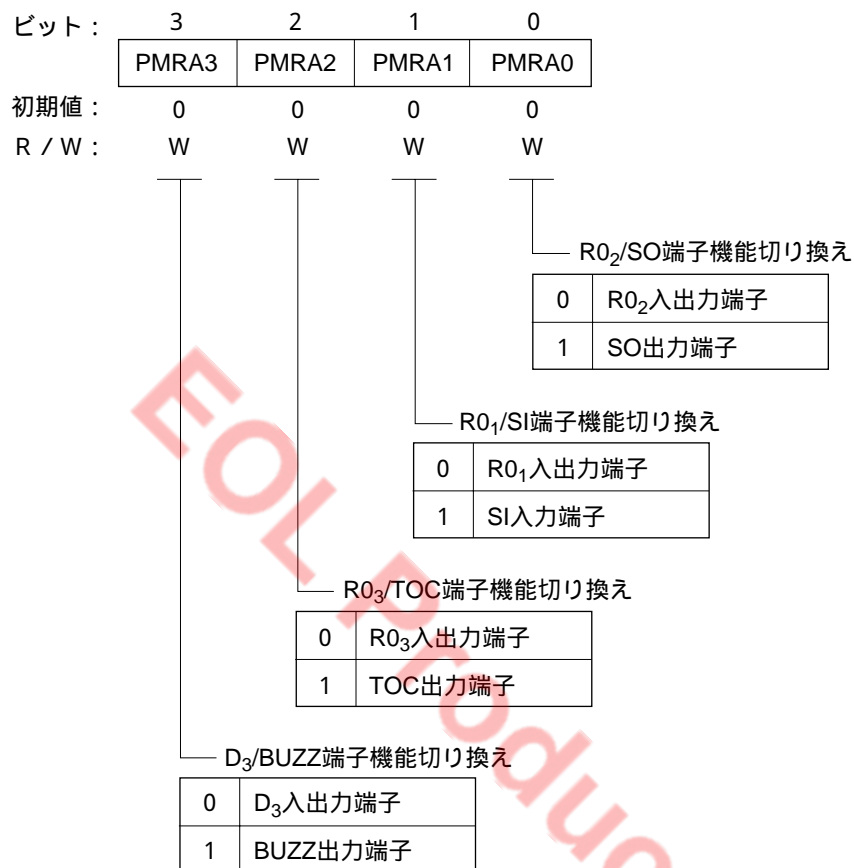 ビット： 3 2 1 0
PMRA3 PMRA2 PMRA1 PMRA0
初期値： 0 0 0 0
R／W： W W W W
R0₂/SO端子機能切り換え
0 R0₂入出力端子
1 SO出力端子
R0₁/SI端子機能切り換え
0 R0₁入出力端子
1 SI入力端子
R0₃/TOC端子機能切り換え
0 R0₃入出力端子
1 TOC出力端子
D₃/BUZZ端子機能切り換え
0 D₃入出力端子
1 BUZZ出力端子
EOL Produc